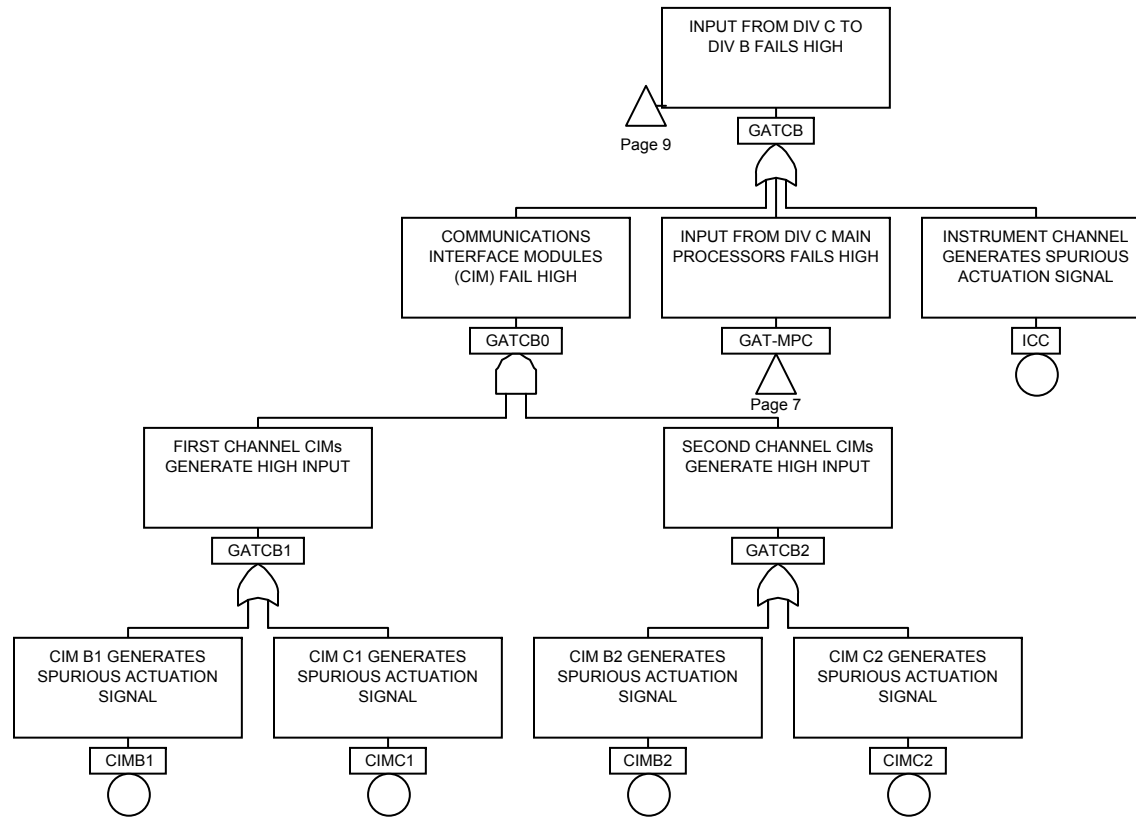 INPUT FROM DIV C TO
DIV B FAILS HIGH
Page 9
GATCB
COMMUNICATIONS
INTERFACE MODULES
(CIM) FAIL HIGH
INPUT FROM DIV C MAIN
PROCESSORS FAILS HIGH
INSTRUMENT CHANNEL
GENERATES SPURIOUS
ACTUATION SIGNAL
GATCB0
GAT-MPC
ICC
Page 7
FIRST CHANNEL CIMs
GENERATE HIGH INPUT
SECOND CHANNEL CIMs
GENERATE HIGH INPUT
GATCB1
GATCB2
CIM B1 GENERATES
SPURIOUS ACTUATION
SIGNAL
CIM C1 GENERATES
SPURIOUS ACTUATION
SIGNAL
CIM B2 GENERATES
SPURIOUS ACTUATION
SIGNAL
CIM C2 GENERATES
SPURIOUS ACTUATION
SIGNAL
CIMB1
CIMC1
CIMB2
CIMC2